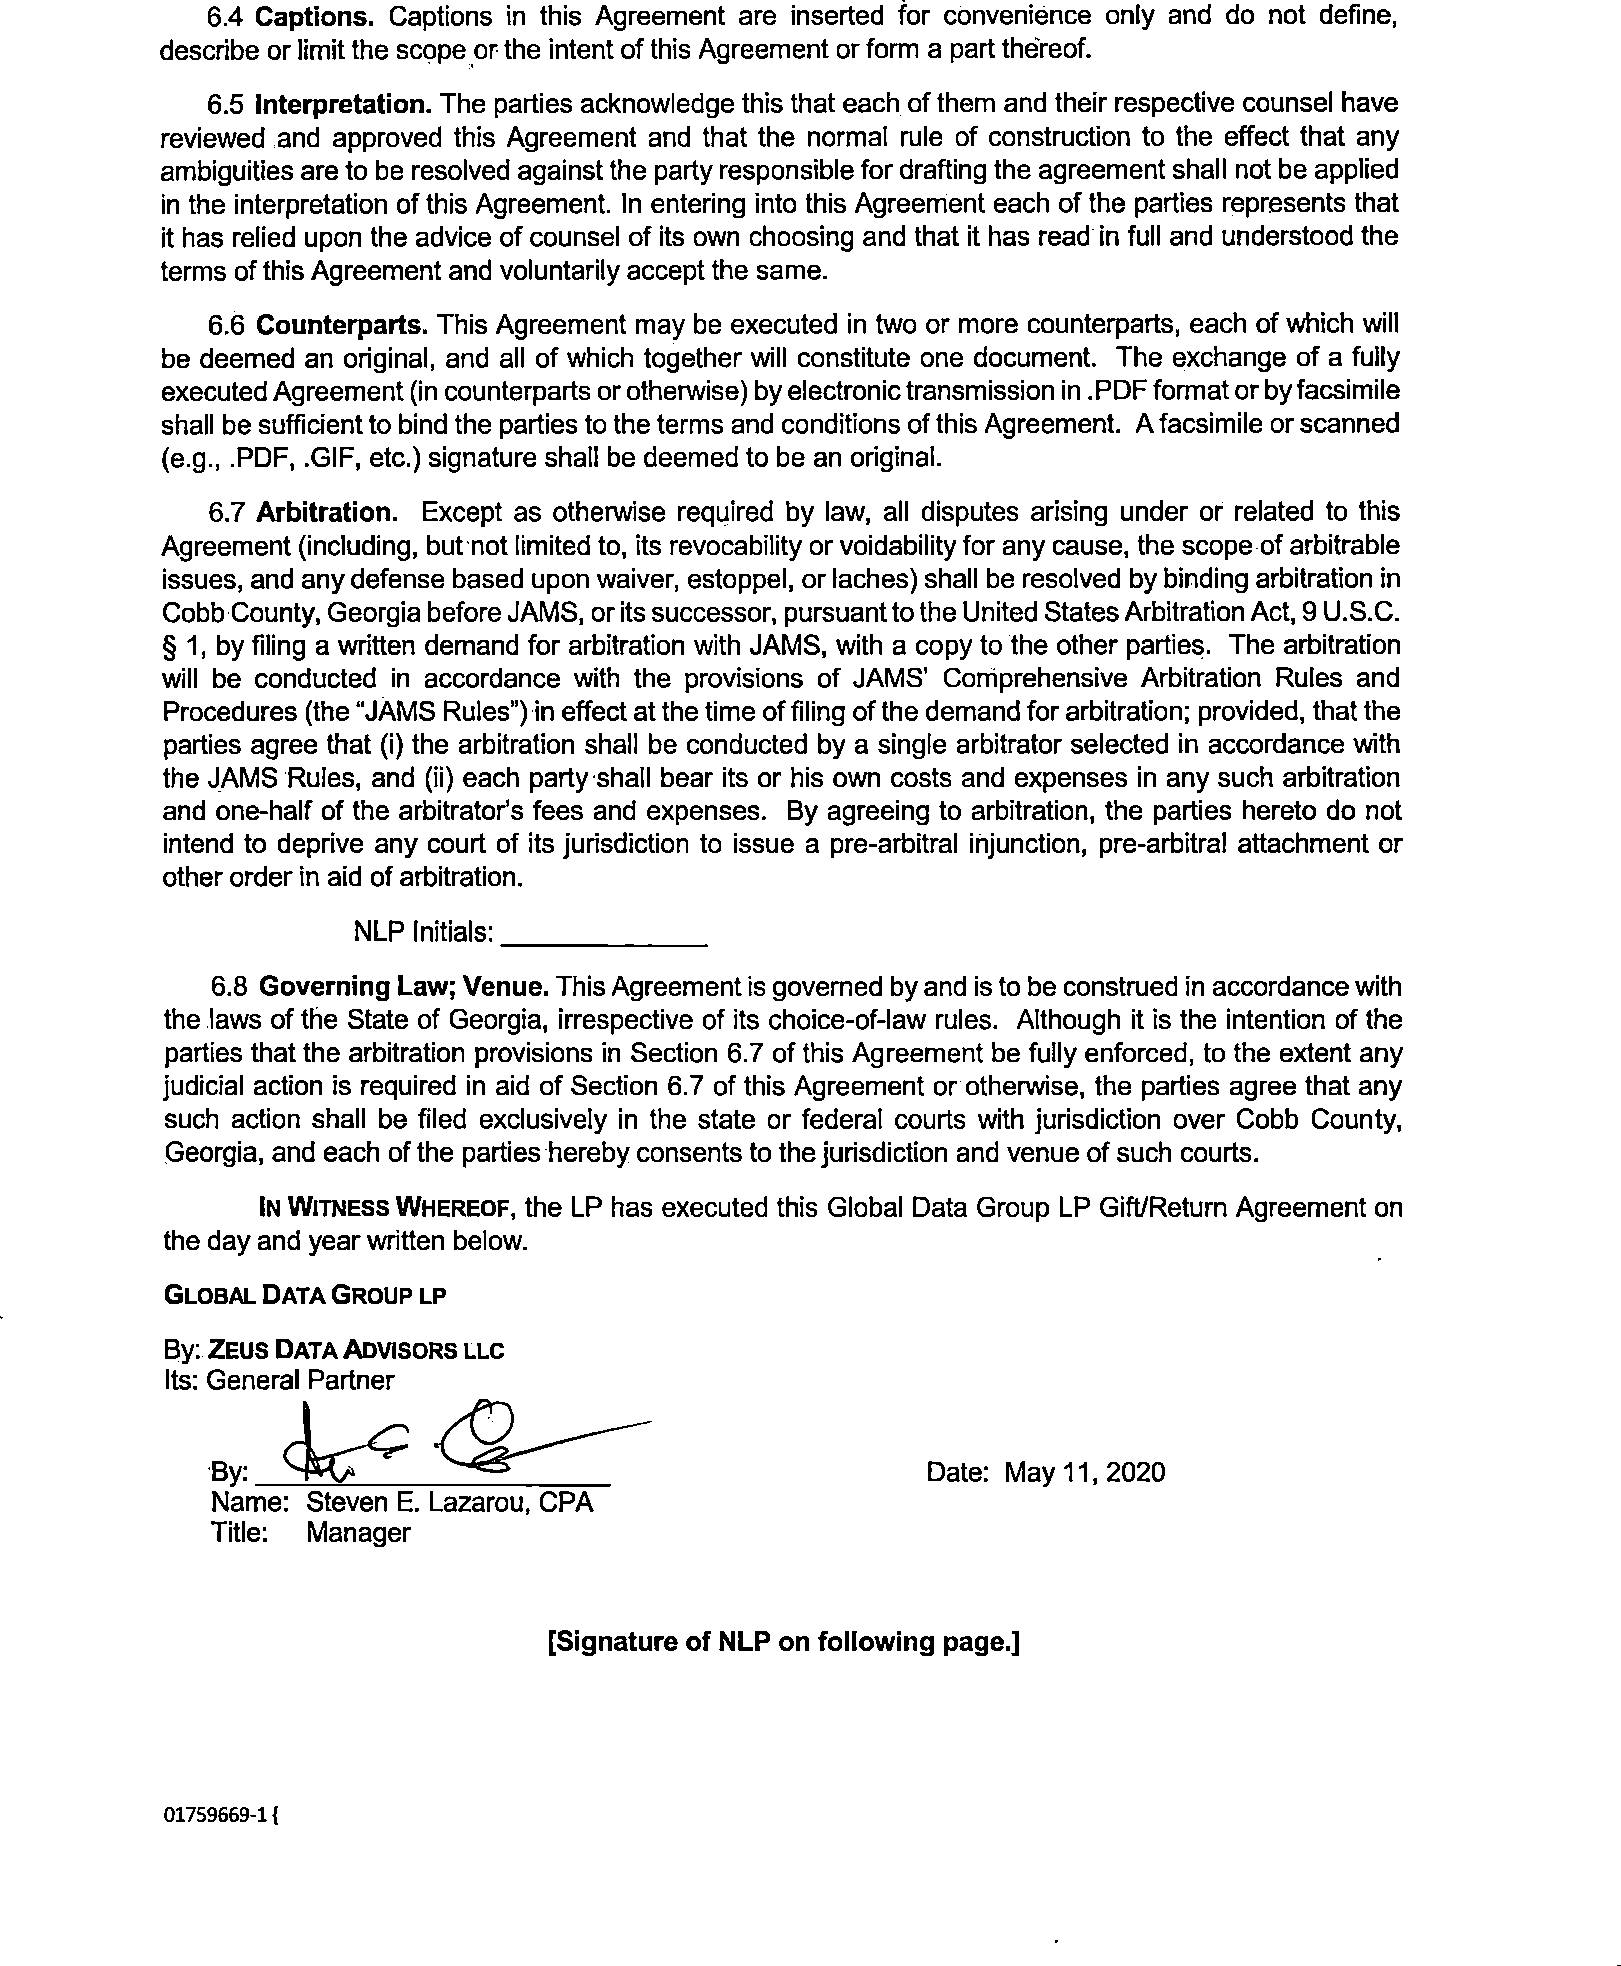 6.4 Captions. Captions in this Agreement are inserted for convenience only and do not define,
describe or limit the scope or the intent of this Agreement or form a part thereof.
6.5 Interpretation. The parties acknowledge this that each of them and their respective counsel have
reviewed and approved this Agreement and that the normal rule of construction to the effect that any
ambiguities are to be resolved against the party responsible for drafting the agreement shall not be applied
in the interpretation of this Agreement. In entering into this Agreement each of the parties represents that
it has relied upon the advice of counsel of its own choosing and that it has read in full and understood the
terms of this Agreement and voluntarily accept the same.
6.6 Counterparts. This Agreement may be executed in two or more counterparts, each of which will
be deemed an original, and all of which together will constitute one document. The exchange of a fully
executed Agreement (in counterparts or otherwise) by electronic transmission in .PDF format or by facsimile
shall be sufficient to bind the parties to the terms and conditions of this Agreement. A facsimile or scanned
(e.g., .PDF, .GIF, etc.) signature shall be deemed to be an original.
6.7 Arbitration. Except as otherwise required by law, all disputes arising under or related to this
Agreement (including, but not limited to, its revocability or voidability for any cause, the scope of arbitrable
issues, and any defense based upon waiver, estoppel, or laches) shall be resolved by binding arbitration in
Cobb County, Georgia before JAMS, or its successor, pursuant to the United States Arbitration Act, 9 U.S.C.
§ 1, by filing a written demand for arbitration with JAMS, with a copy to the other parties. The arbitration
will be conducted in accordance with the provisions of JAMS' Comprehensive Arbitration Rules and
Procedures (the “JAMS Rules”) in effect at the time of filing of the demand for arbitration; provided, that the
parties agree that (i) the arbitration shall be conducted by a single arbitrator selected in accordance with
the JAMS Rules, and (ii) each party shall bear its or his own costs and expenses in any such arbitration
and one-half of the arbitrator's fees and expenses. By agreeing to arbitration, the parties hereto do not
intend to deprive any court of its jurisdiction to issue a pre-arbitral injunction, pre-arbitral attachment or
other order in aid of arbitration.
NLP Initials:
6.8 Governing Law; Venue. This Agreement is governed by and is to be construed in accordance with
the laws of the State of Georgia, irrespective of its choice-of-law rules. Although it is the intention of the
parties that the arbitration provisions in Section 6.7 of this Agreement be fully enforced, to the extent any
judicial action is required in aid of Section 6.7 of this Agreement or otherwise, the parties agree that any
such action shall be filed exclusively in the state or federal courts with jurisdiction over Cobb County,
Georgia, and each of the parties hereby consents to the jurisdiction and venue of such courts.
IN WITNESS WHEREOF, the LP has executed this Global Data Group LP Gift/Return Agreement on
the day and year written below.
GLOBAL DATA GROUP LP
By: ZEUS DATA ADVISORS LLC
Its: General Partner
By:
Date: May 11, 2020
Name: Steven E. Lazarou, CPA
Title: Manager
[Signature of NLP on following page.]
01759669-1 {